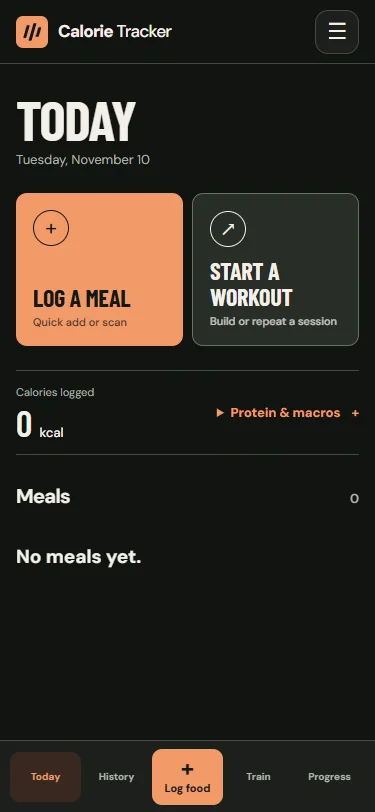 Calorie Tracker
☰
TODAY
Tuesday, November 10
+
LOG A MEAL
Quick add or scan
↗
START A
WORKOUT
Build or repeat a session
Calories logged
0 kcal
▶ Protein & macros +
Meals 0
No meals yet.
Today
History
+
Log food
Train
Progress